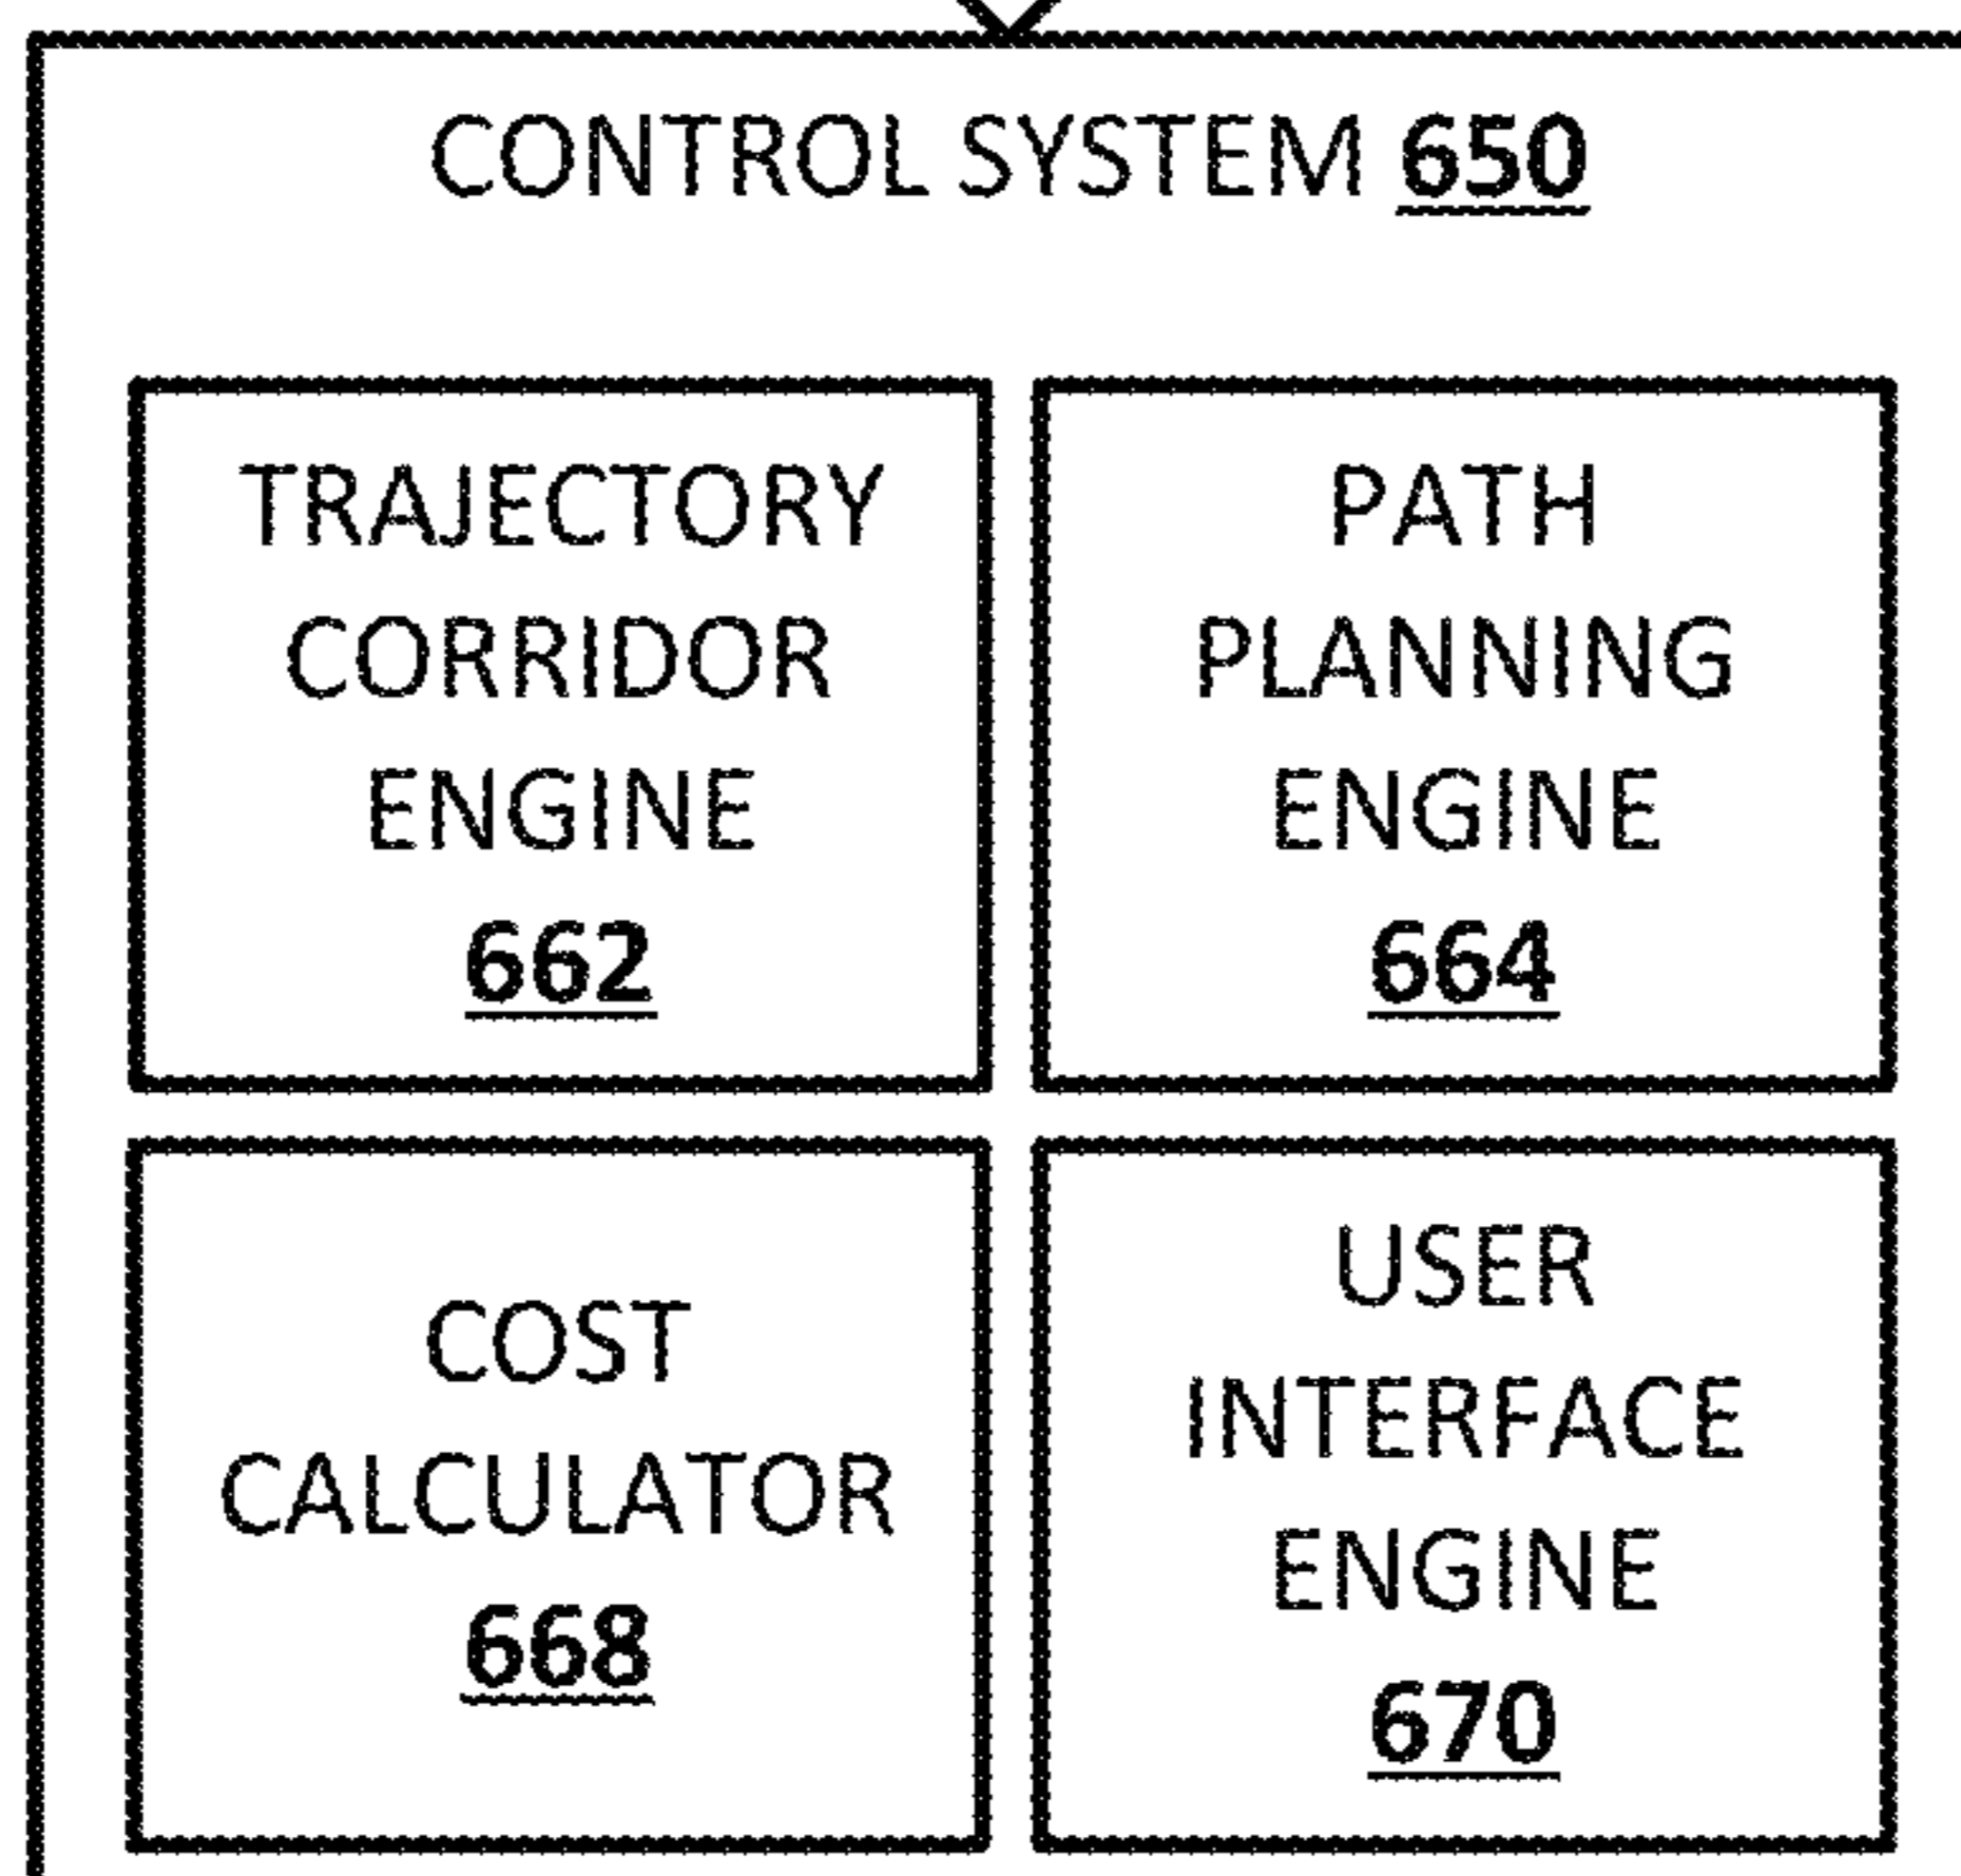 CONTROL SYSTEM 650
TRAJECTORY
CORRIDOR
ENGINE
662
PATH
PLANNING
ENGINE
664
COST
CALCULATOR
668
USER
INTERFACE
ENGINE
670